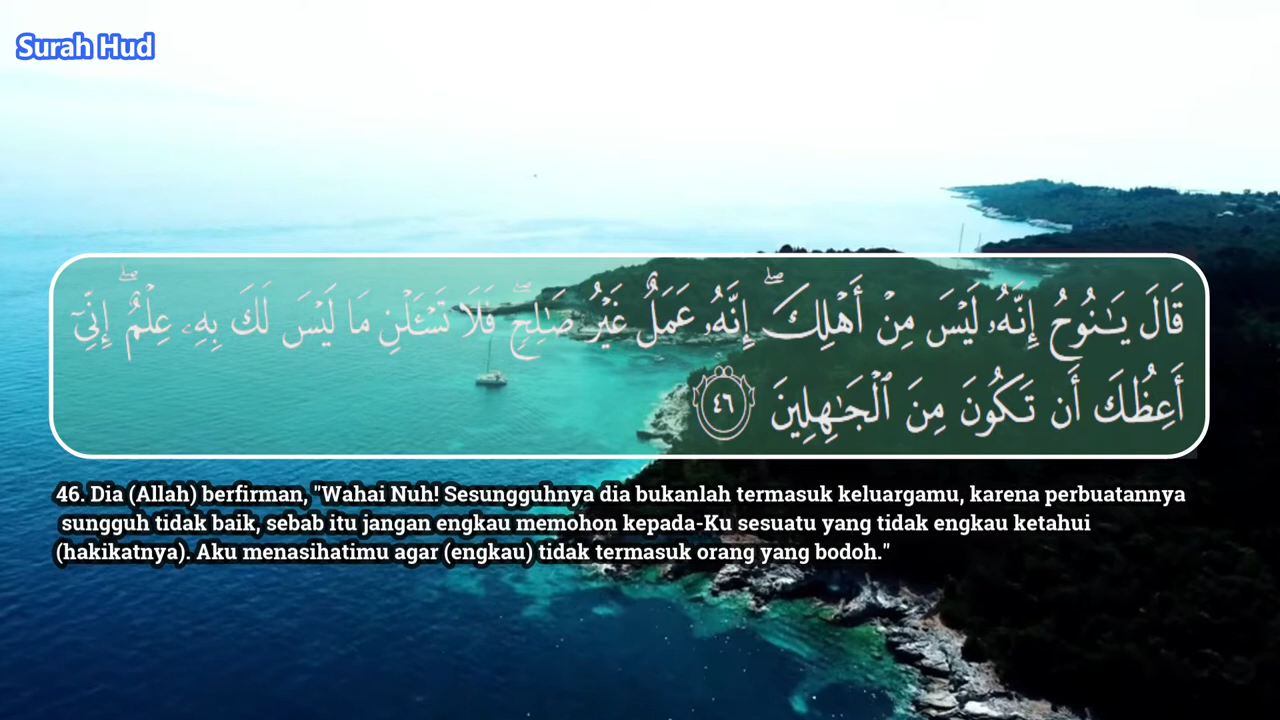 Surah Hud
قَالَ يَـٰنُوحُ إِنَّهُۥ لَيْسَ مِنْ أَهْلِكَ ۖ إِنَّهُۥ عَمَلٌ غَيْرُ صَـٰلِحٍ ۖ فَلَا تَسْـَٔلْنِ مَا لَيْسَ لَكَ بِهِۦ عِلْمٌ ۖ إِنِّىٓ
أَعِظُكَ أَن تَكُونَ مِنَ ٱلْجَـٰهِلِينَ ٤٦
46. Dia (Allah) berfirman, "Wahai Nuh! Sesungguhnya dia bukanlah termasuk keluargamu, karena perbuatannya
sungguh tidak baik, sebab itu jangan engkau memohon kepada-Ku sesuatu yang tidak engkau ketahui
(hakikatnya). Aku menasihatimu agar (engkau) tidak termasuk orang yang bodoh."